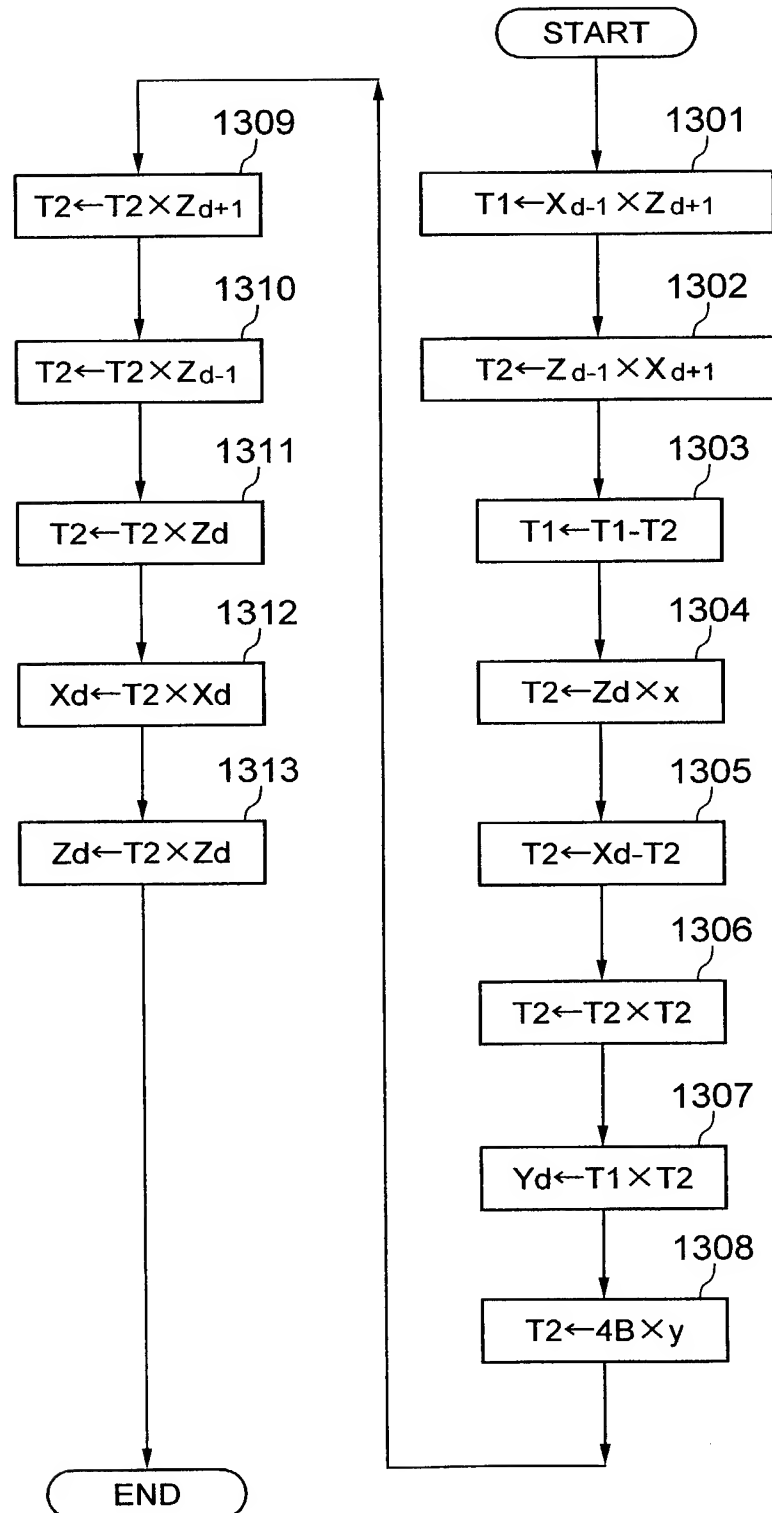 START
1301
T1←Xd-1×Zd+1
1302
T2←Zd-1×Xd+1
1303
T1←T1-T2
1304
T2←Zd×x
1305
T2←Xd-T2
1306
T2←T2×T2
1307
Yd←T1×T2
1308
T2←4B×y
1309
T2←T2×Zd+1
1310
T2←T2×Zd-1
1311
T2←T2×Zd
1312
Xd←T2×Xd
1313
Zd←T2×Zd
END